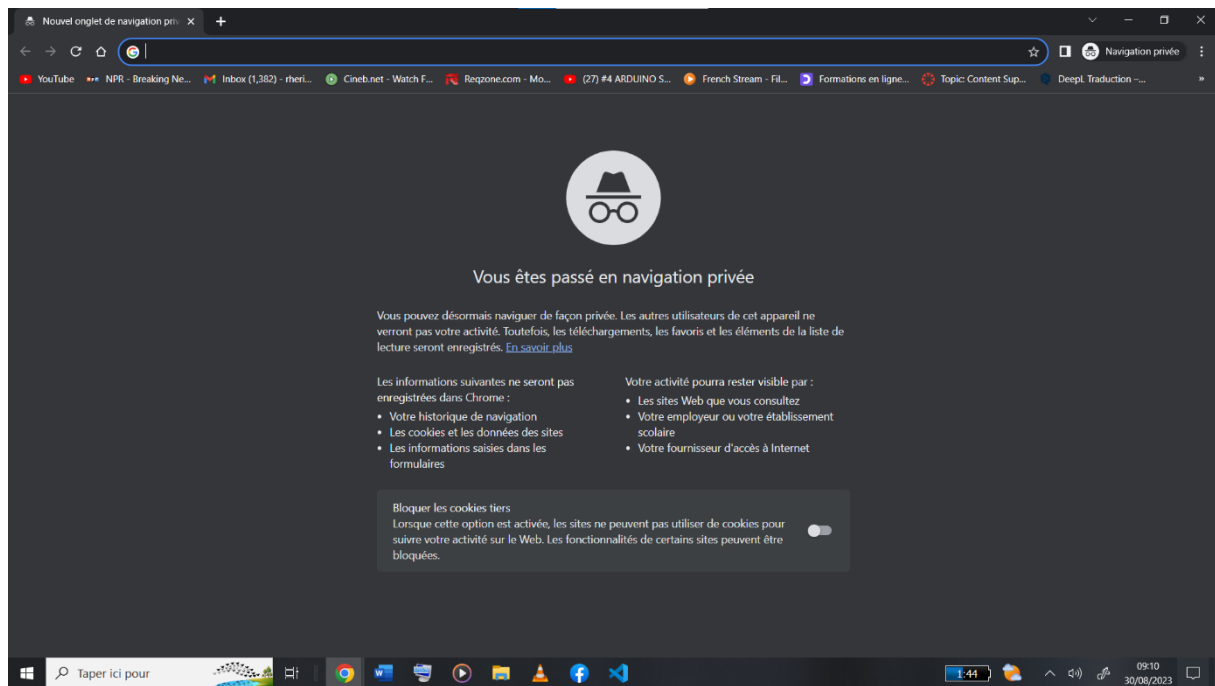 Nouvel onglet de navigation priv
Navigation privée
YouTube NPR - Breaking Ne... Inbox (1,382) - rheri... Cineb.net - Watch F... Reqzone.com - Mo... (27) #4 ARDUINO S... French Stream - Fil... Formations en ligne... Topic: Content Sup... DeepL Traduction –... »
Vous êtes passé en navigation privée
Vous pouvez désormais naviguer de façon privée. Les autres utilisateurs de cet appareil ne
verront pas votre activité. Toutefois, les téléchargements, les favoris et les éléments de la liste de
lecture seront enregistrés. En savoir plus
Les informations suivantes ne seront pas
enregistrées dans Chrome :
• Votre historique de navigation
• Les cookies et les données des sites
• Les informations saisies dans les
formulaires
Votre activité pourra rester visible par :
• Les sites Web que vous consultez
• Votre employeur ou votre établissement
scolaire
• Votre fournisseur d'accès à Internet
Bloquer les cookies tiers
Lorsque cette option est activée, les sites ne peuvent pas utiliser de cookies pour
suivre votre activité sur le Web. Les fonctionnalités de certains sites peuvent être
bloquées.
Taper ici pour
1:44
09:10
30/08/2023